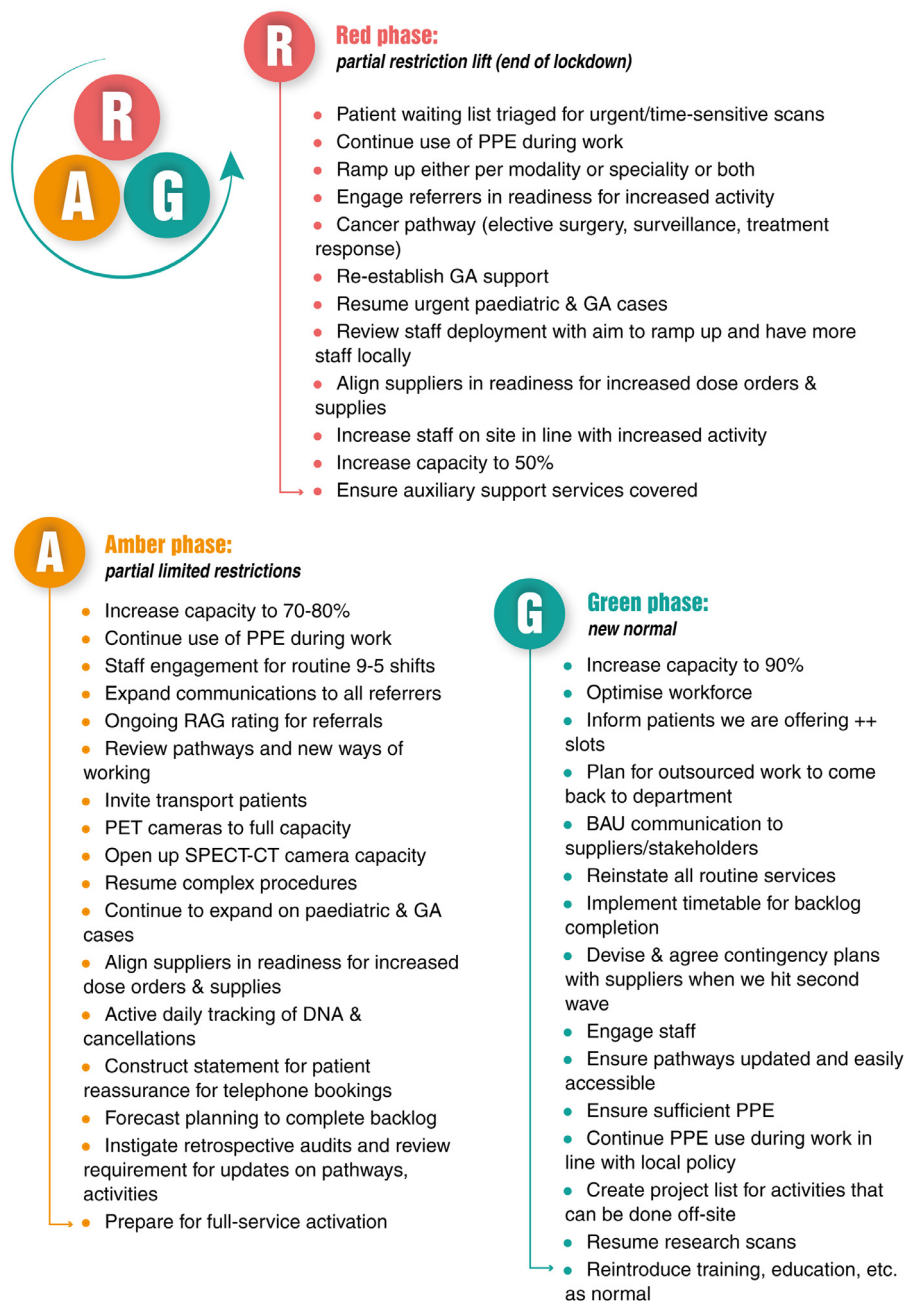 R
A
G
R
Red phase:
partial restriction lift (end of lockdown)
• Patient waiting list triaged for urgent/time-sensitive scans
• Continue use of PPE during work
• Ramp up either per modality or speciality or both
• Engage referrers in readiness for increased activity
• Cancer pathway (elective surgery, surveillance, treatment
response)
• Re-establish GA support
• Resume urgent paediatric & GA cases
• Review staff deployment with aim to ramp up and have more
staff locally
• Align suppliers in readiness for increased dose orders &
supplies
• Increase staff on site in line with increased activity
• Increase capacity to 50%
• Ensure auxiliary support services covered
A
Amber phase:
partial limited restrictions
• Increase capacity to 70-80%
• Continue use of PPE during work
• Staff engagement for routine 9-5 shifts
• Expand communications to all referrers
• Ongoing RAG rating for referrals
• Review pathways and new ways of
working
• Invite transport patients
• PET cameras to full capacity
• Open up SPECT-CT camera capacity
• Resume complex procedures
• Continue to expand on paediatric & GA
cases
• Align suppliers in readiness for increased
dose orders & supplies
• Active daily tracking of DNA &
cancellations
• Construct statement for patient
reassurance for telephone bookings
• Forecast planning to complete backlog
• Instigate retrospective audits and review
requirement for updates on pathways,
activities
• Prepare for full-service activation
G
Green phase:
new normal
• Increase capacity to 90%
• Optimise workforce
• Inform patients we are offering ++
slots
• Plan for outsourced work to come
back to department
• BAU communication to
suppliers/stakeholders
• Reinstate all routine services
• Implement timetable for backlog
completion
• Devise & agree contingency plans
with suppliers when we hit second
wave
• Engage staff
• Ensure pathways updated and easily
accessible
• Ensure sufficient PPE
• Continue PPE use during work in
line with local policy
• Create project list for activities that
can be done off-site
• Resume research scans
• Reintroduce training, education, etc.
as normal